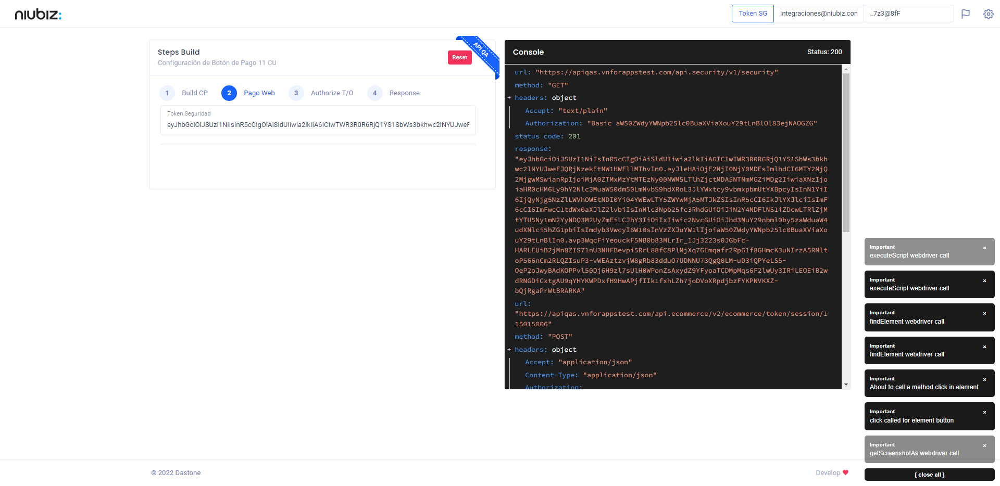 niubiz:
Token SG
integraciones@niubiz.con
_7z3@8fF
Steps Build
Configuración de Botón de Pago 11 CU
Reset
API QA
1 Build CP
2 Pago Web
3 Authorize T/O
4 Response
Token Seguridad
eyJhbGciOiJSUzI1NiIsInR5cCIgOiAiSldUIiwia2lkIiA6ICIwTWR3R0R6RjQ1YS1SbWs3bkhwc2lNYUJweF
Console
Status: 200
url: "https://apiqas.vnforappstest.com/api.security/v1/security"
method: "GET"
+ headers: object
Accept: "text/plain"
Authorization: "Basic aW50ZWdyYWNpb25lc0BuaXViaXouY29tLnBlOl83ejNAOGZG"
status code: 201
response:
"eyJhbGciOiJSUzI1NiIsInR5cCIgOiAiSldUIiwia2lkIiA6ICIwTWR3R0R6RjQ1YS1SbWs3bkh
wc2lNYUJweFJQRjNzekEtNW1HWFllMThvIn0.eyJleHAiOjE2NjI0NjY0MDEsImlhdCI6MTY2MjQ
2MjgwMSwianRpIjoiMjA0ZTMxMzYtMTEzNy00NWM5LTlhZjctMDA5NTNmMGZiMDg2IiwiaXNzIjo
iaHR0cHM6Ly9hY2Nlc3MuaW50dm50LmNvbS9hdXRoL3JlYWxtcy9vbmxpbmUtYXBpcyIsInN1YiI
6IjQyNjg5NzZlLWVhOWEtNDI0Yi04YWEwLTY5ZWYwMjA5NTJkZSIsInR5cCI6IkJlYXJlciIsImF
6cCI6ImFwcC1tdWx0aXJlZ2lvbiIsInNlc3Npb25fc3RhdGUiOiJiN2Y4NDFlNS1iZDcwLTRlZjM
tYTU5Ny1mN2YyNDQ3M2UyZmEiLCJhY3IiOiIxIiwic2NvcGUiOiJhd3MuY29nbml0by5zaWduaW4
udXNlci5hZG1pbiIsImdyb3VwcyI6W10sInVzZXJuYW1lIjoiaW50ZWdyYWNpb25lc0BuaXViaXo
uY29tLnBlIn0.avp3WqcFiYeouckF5NB0b83MLrIr_1Jj3223s0JGbFc-
HARLEUiB2jMn8ZIS71nU3NHFBevpi5RrL88fC8PlMjXq76Emqafr2Rp61f8GHmcK3uNIrzA5RMlt
oP566nCm2RLQZIsuP3-vWEAztzvjW8gRb83dduO7UDNNU73QgQ0LM-uD3iQPYeLS5-
OeP2oJwyBAdKOPPvl50Dj6H9zl7sUlH0WPonZsAxydZ9YFyoaTCDMpMqs6F2lwUy3IRiLEOEiB2w
dRNGDiCxtgAU9qYHYKWPDxfH9HwAPjfIIk1fxhLZh7joDVoXRpdjbzFYKPNVKXZ-
bQjRgaPrWtBRARKA"
url:
"https://apiqas.vnforappstest.com/api.ecommerce/v2/ecommerce/token/session/1
15015006"
method: "POST"
+ headers: object
Accept: "application/json"
Content-Type: "application/json"
Authorization:
Important
executeScript webdriver call
Important
executeScript webdriver call
Important
findElement webdriver call
Important
findElement webdriver call
Important
About to call a method click in element
Important
click called for element button
Important
getScreenshotAs webdriver call
[ close all ]
© 2022 Dastone
Develop